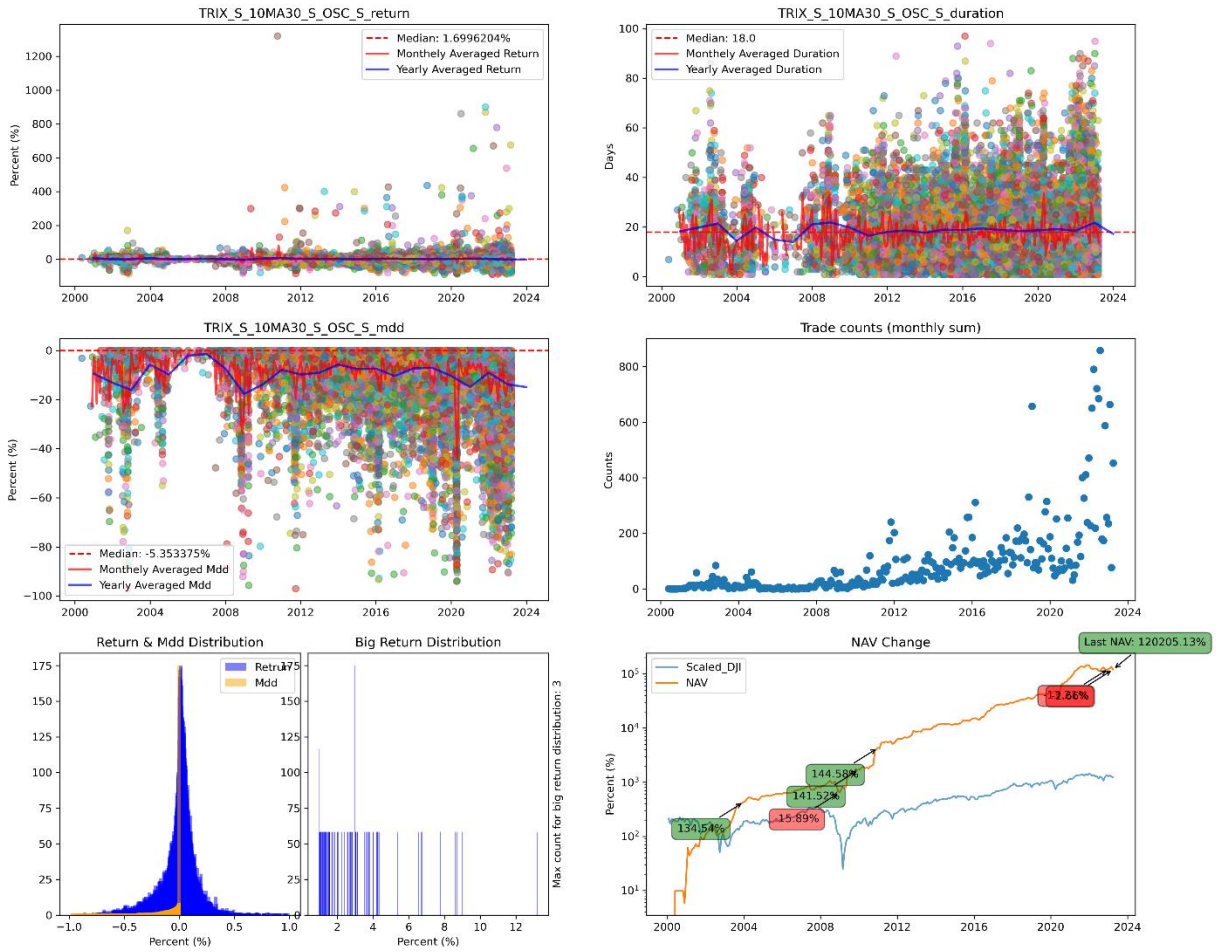 TRIX_S_10MA30_S_OSC_S_return
Percent (%)
1200
1000
800
600
400
200
0
Median: 1.6996204%
Monthely Averaged Return
Yearly Averaged Return
2000 2004 2008 2012 2016 2020 2024
TRIX_S_10MA30_S_OSC_S_duration
Days
100
80
60
40
20
0
Median: 18.0
Monthely Averaged Duration
Yearly Averaged Duration
2000 2004 2008 2012 2016 2020 2024
TRIX_S_10MA30_S_OSC_S_mdd
Percent (%)
0
−20
−40
−60
−80
−100
Median: -5.353375%
Monthely Averaged Mdd
Yearly Averaged Mdd
2000 2004 2008 2012 2016 2020 2024
Trade counts (monthly sum)
Counts
800
600
400
200
0
2000 2004 2008 2012 2016 2020 2024
Return & Mdd Distribution
175
150
125
100
75
50
25
0
Mdd
−1.0 −0.5 0.0 0.5 1.0
Percent (%)
Big Return Distribution
175
150
125
100
75
50
25
0
2 4 6 8 10 12
Percent (%)
Max count for big return distribution: 3
NAV Change
Last NAV: 120205.13%
Scaled_DJI
NAV
Percent (%)
10⁵
10⁴
10³
10²
10¹
144.58%
141.52%
-15.89%
134.54%
2000 2004 2008 2012 2016 2020 2024